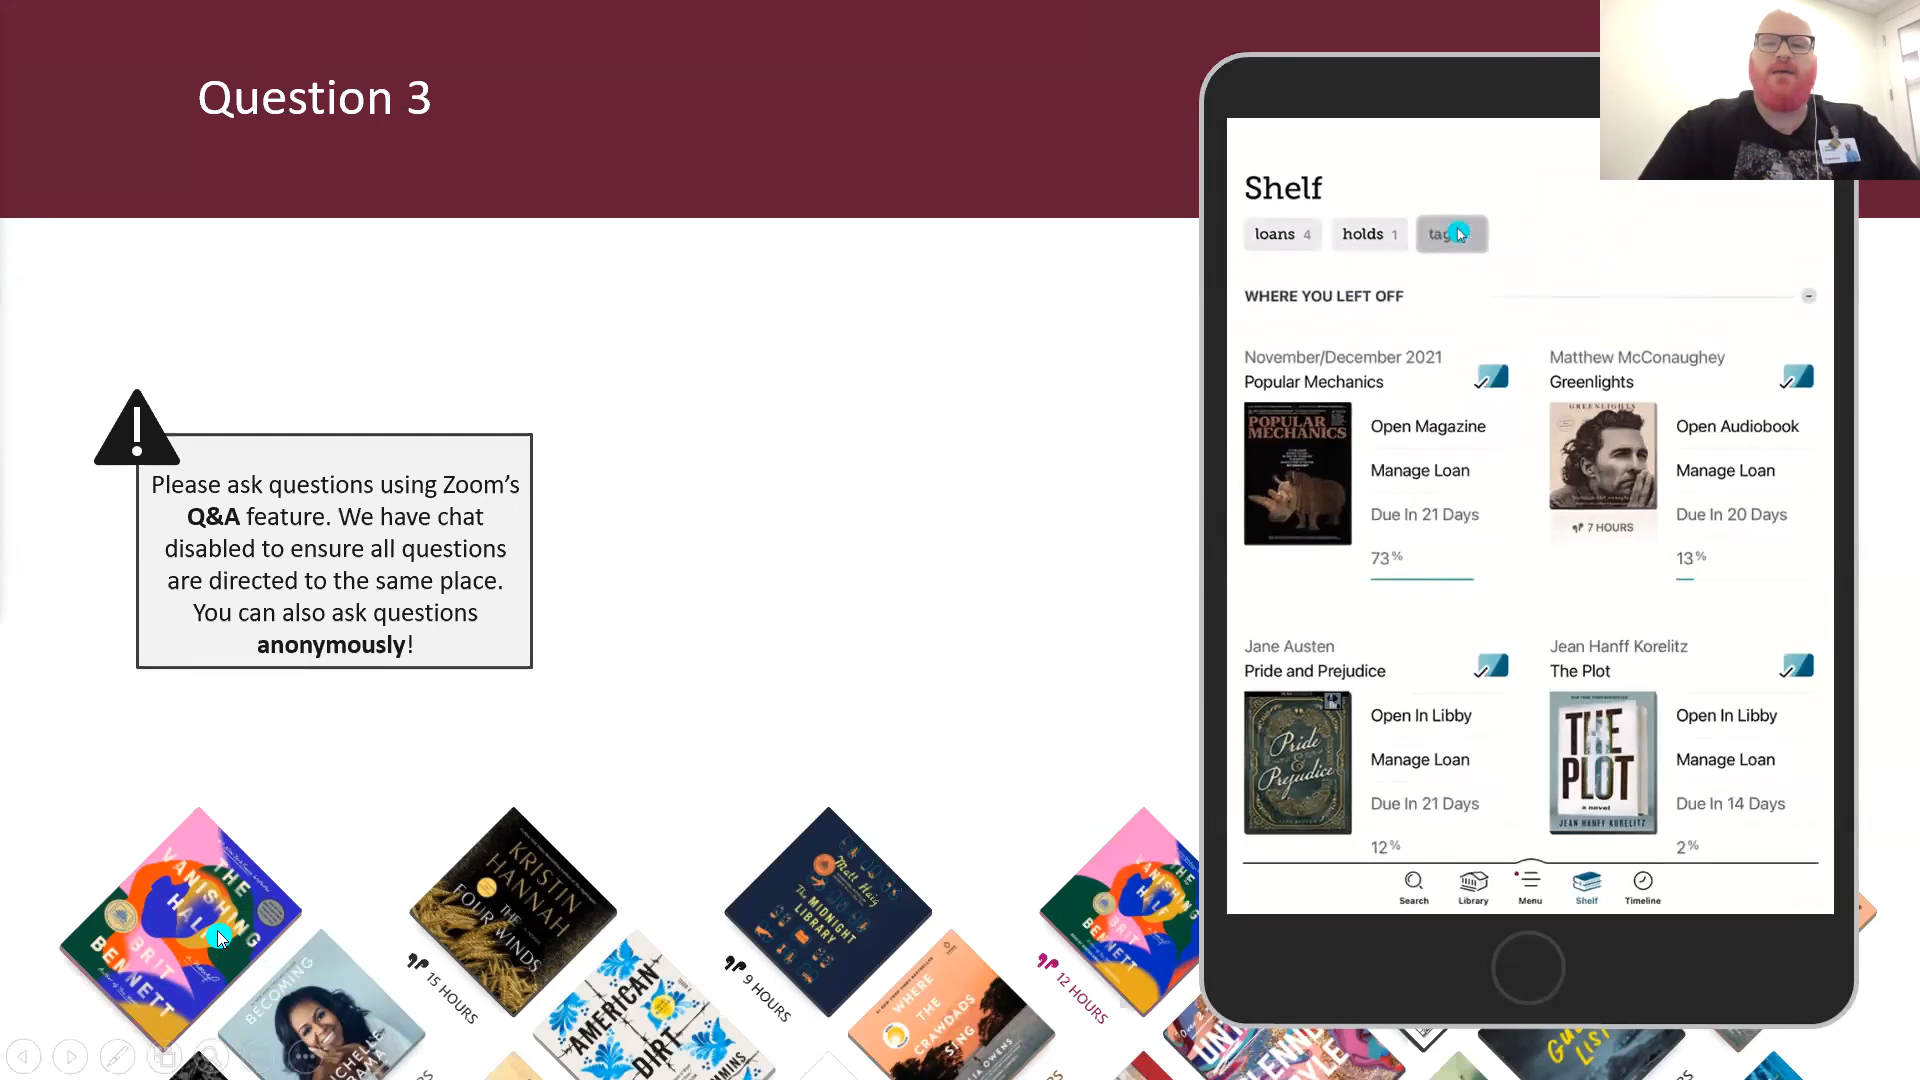 Question 3
Please ask questions using Zoom's
Q&A feature. We have chat
disabled to ensure all questions
are directed to the same place.
You can also ask questions
anonymously!
Shelf
loans 4
holds 1
WHERE YOU LEFT OFF
November/December 2021
Popular Mechanics
POPULAR
MECHANICS
Open Magazine
Manage Loan
Due In 21 Days
73%
Matthew McConaughey
Greenlights
GREENLIGHTS
7 HOURS
Open Audiobook
Manage Loan
Due In 20 Days
13%
Jane Austen
Pride and Prejudice
Pride
&
Prejudice
Open In Libby
Manage Loan
Due In 21 Days
12%
Jean Hanff Korelitz
The Plot
THE
PLOT
a novel
JEAN HANFF KORELITZ
Open In Libby
Manage Loan
Due In 14 Days
2%
Search
Library
Menu
Shelf
Timeline
THE
VANISHING
HALF
BRIT
BENNETT
BECOMING
KRISTIN
HANNAH
THE
FOUR WINDS
15 HOURS
AMERICAN
DIRT
Matt Haig
The
MIDNIGHT
LIBRARY
9 HOURS
WHERE
THE
CRAWDADS
SING
OWENS
12 HOURS
BRIT
BENNETT
LIST